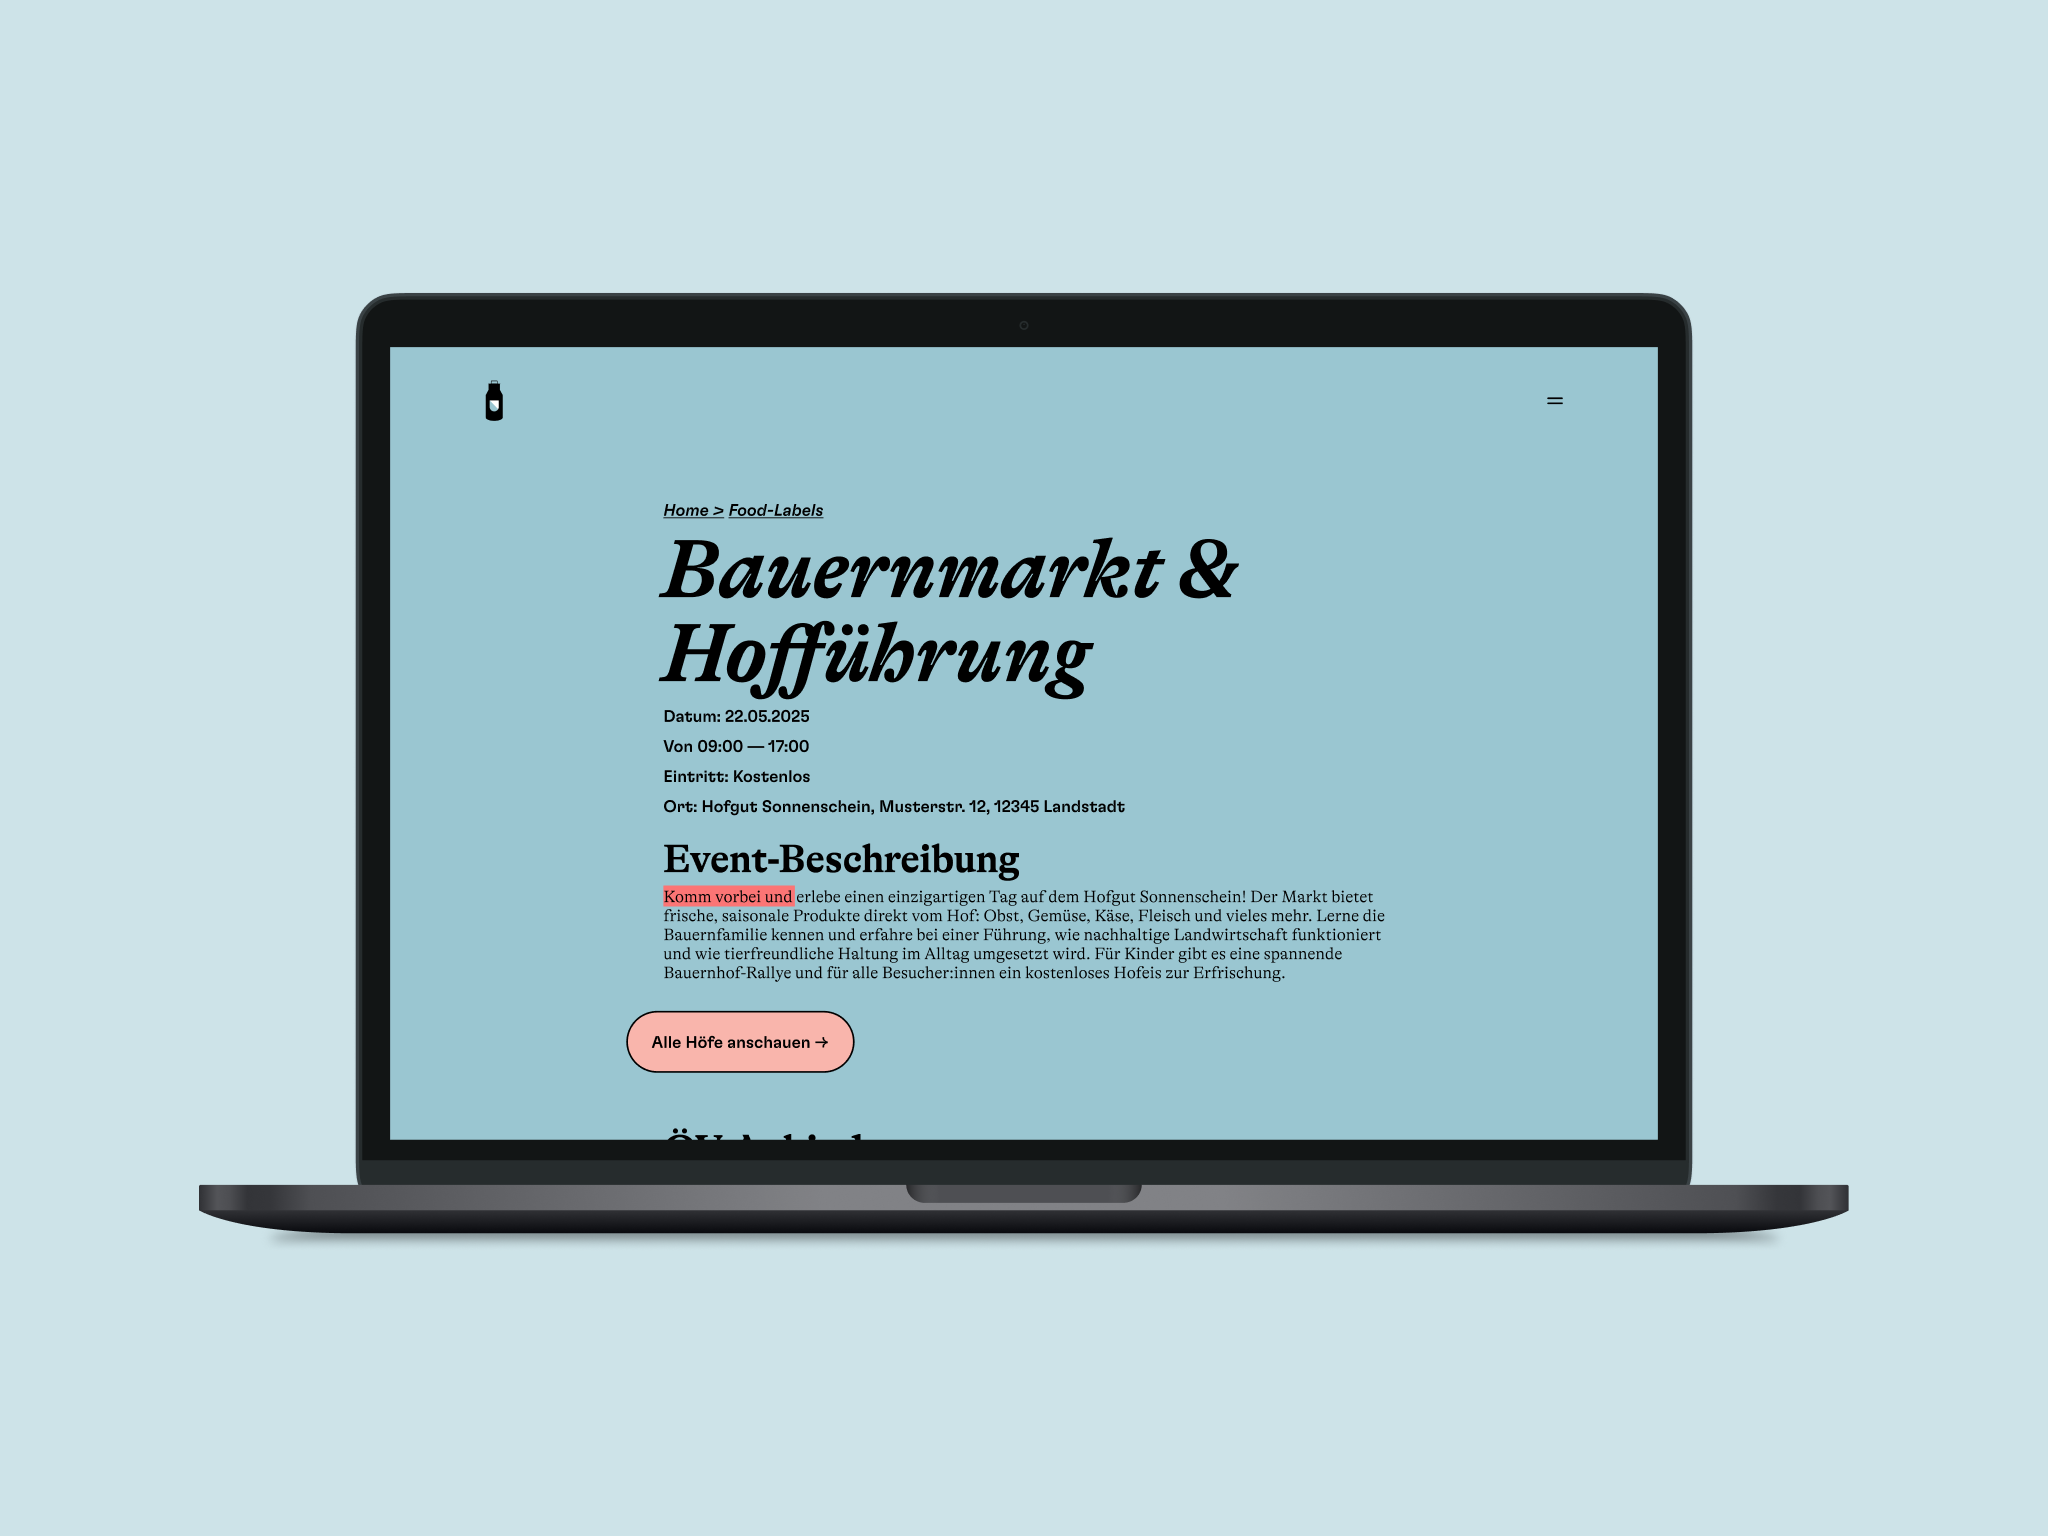 Home > Food-Labels
Bauernmarkt &
Hofführung
Datum: 22.05.2025
Von 09:00 — 17:00
Eintritt: Kostenlos
Ort: Hofgut Sonnenschein, Musterstr. 12, 12345 Landstadt
Event-Beschreibung
Komm vorbei und erlebe einen einzigartigen Tag auf dem Hofgut Sonnenschein! Der Markt bietet
frische, saisonale Produkte direkt vom Hof: Obst, Gemüse, Käse, Fleisch und vieles mehr. Lerne die
Bauernfamilie kennen und erfahre bei einer Führung, wie nachhaltige Landwirtschaft funktioniert
und wie tierfreundliche Haltung im Alltag umgesetzt wird. Für Kinder gibt es eine spannende
Bauernhof-Rallye und für alle Besucher:innen ein kostenloses Hofeis zur Erfrischung.
Alle Höfe anschauen →